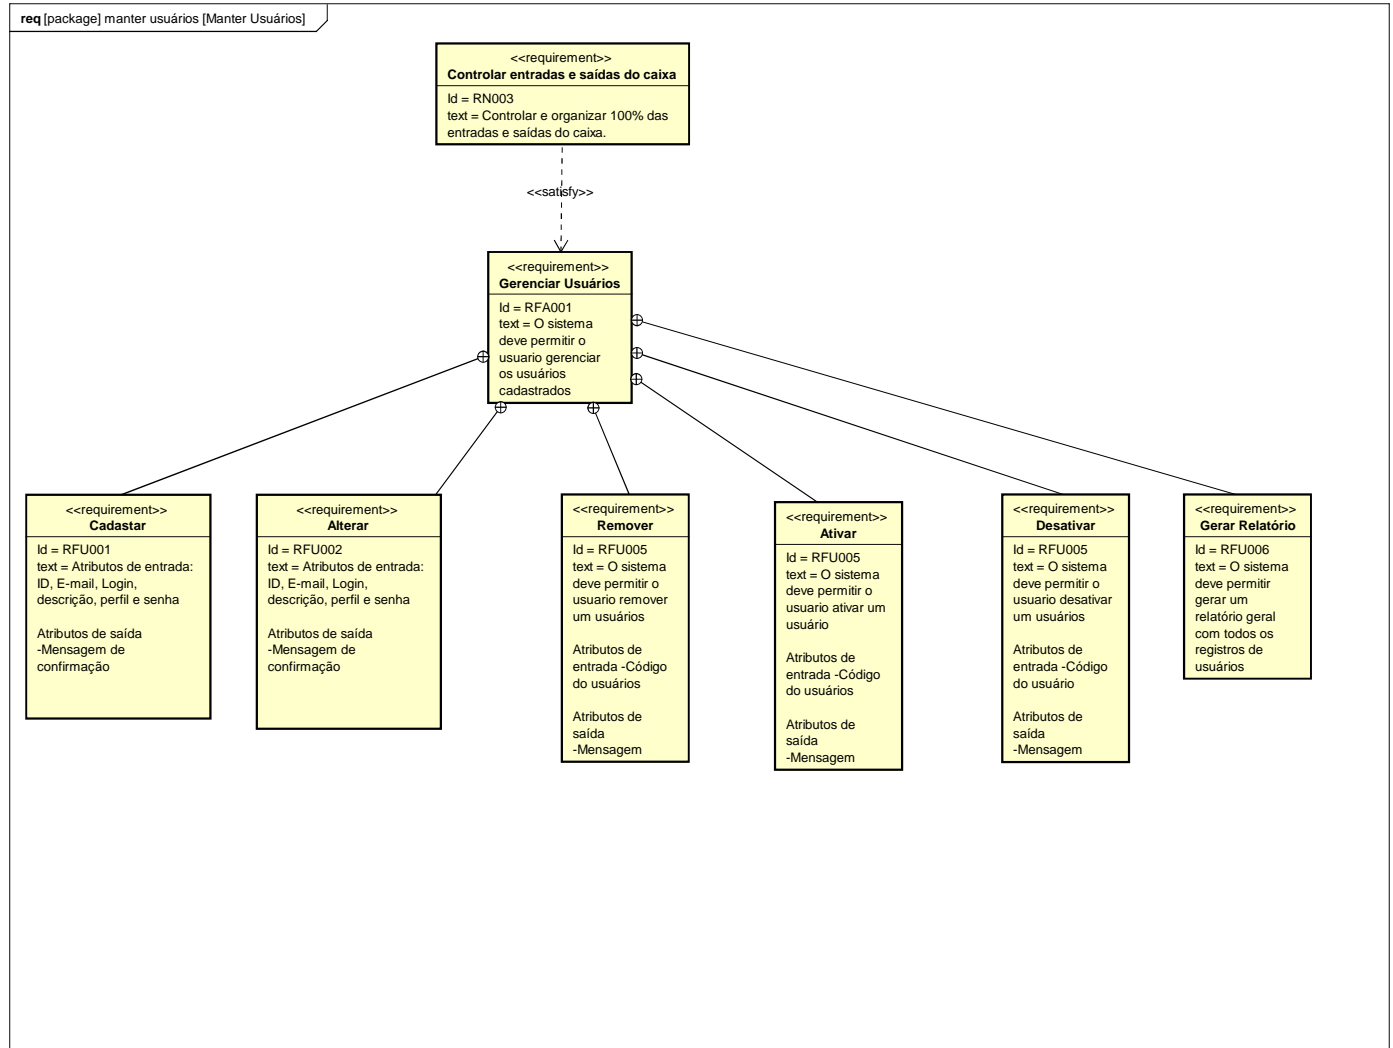 req [package] manter usuários [Manter Usuários]
<<requirement>>
Controlar entradas e saídas do caixa
Id = RN003
text = Controlar e organizar 100% das
entradas e saídas do caixa.
<<satisfy>>
<<requirement>>
Gerenciar Usuários
Id = RFA001
text = O sistema
deve permitir o
usuario gerenciar
os usuários
cadastrados
<<requirement>>
Cadastar
Id = RFU001
text = Atributos de entrada:
ID, E-mail, Login,
descrição, perfil e senha
Atributos de saída
-Mensagem de
confirmação
<<requirement>>
Alterar
Id = RFU002
text = Atributos de entrada:
ID, E-mail, Login,
descrição, perfil e senha
Atributos de saída
-Mensagem de
confirmação
<<requirement>>
Remover
Id = RFU005
text = O sistema
deve permitir o
usuario remover
um usuários
Atributos de
entrada -Código
do usuários
Atributos de
saída
-Mensagem
<<requirement>>
Ativar
Id = RFU005
text = O sistema
deve permitir o
usuario ativar um
usuário
Atributos de
entrada -Código
do usuários
Atributos de
saída
-Mensagem
<<requirement>>
Desativar
Id = RFU005
text = O sistema
deve permitir o
usuario desativar
um usuários
Atributos de
entrada -Código
do usuário
Atributos de
saída
-Mensagem
<<requirement>>
Gerar Relatório
Id = RFU006
text = O sistema
deve permitir
gerar um
relatório geral
com todos os
registros de
usuários